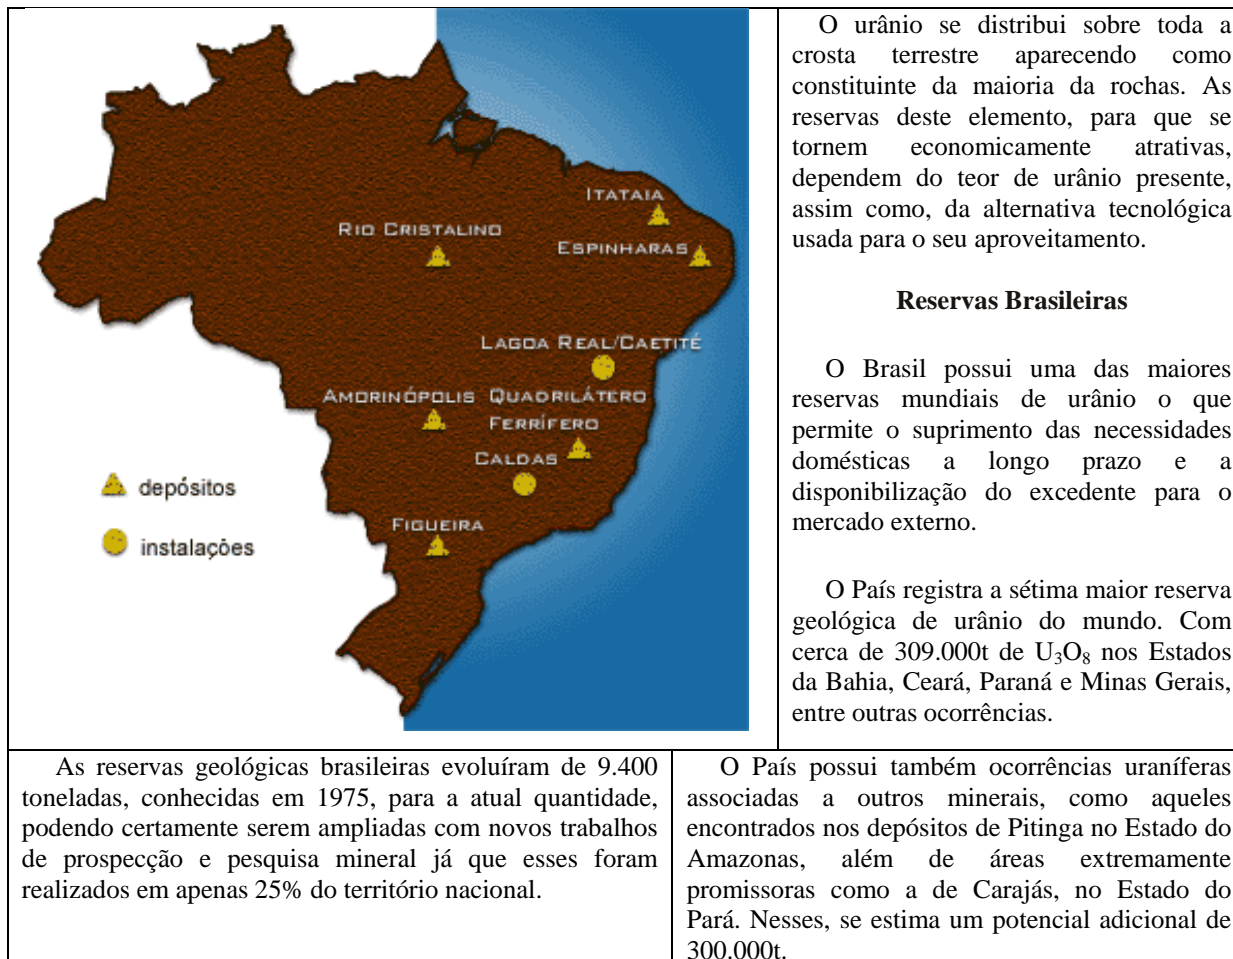 ITATAIA
RIO CRISTALINO
ESPINHARAS
LAGOA REAL/CAETITÉ
AMORINÓPOLIS
QUADRILÁTERO
FERRÍFERO
CALDAS
FIGUEIRA
depósitos
instalações
O urânio se distribui sobre toda a
crosta terrestre aparecendo como
constituinte da maioria da rochas. As
reservas deste elemento, para que se
tornem economicamente atrativas,
dependem do teor de urânio presente,
assim como, da alternativa tecnológica
usada para o seu aproveitamento.
Reservas Brasileiras
O Brasil possui uma das maiores
reservas mundiais de urânio o que
permite o suprimento das necessidades
domésticas a longo prazo e a
disponibilização do excedente para o
mercado externo.
O País registra a sétima maior reserva
geológica de urânio do mundo. Com
cerca de 309.000t de U₃O₈ nos Estados
da Bahia, Ceará, Paraná e Minas Gerais,
entre outras ocorrências.
As reservas geológicas brasileiras evoluíram de 9.400
toneladas, conhecidas em 1975, para a atual quantidade,
podendo certamente serem ampliadas com novos trabalhos
de prospecção e pesquisa mineral já que esses foram
realizados em apenas 25% do território nacional.
O País possui também ocorrências uraníferas
associadas a outros minerais, como aqueles
encontrados nos depósitos de Pitinga no Estado do
Amazonas, além de áreas extremamente
promissoras como a de Carajás, no Estado do
Pará. Nesses, se estima um potencial adicional de
300.000t.